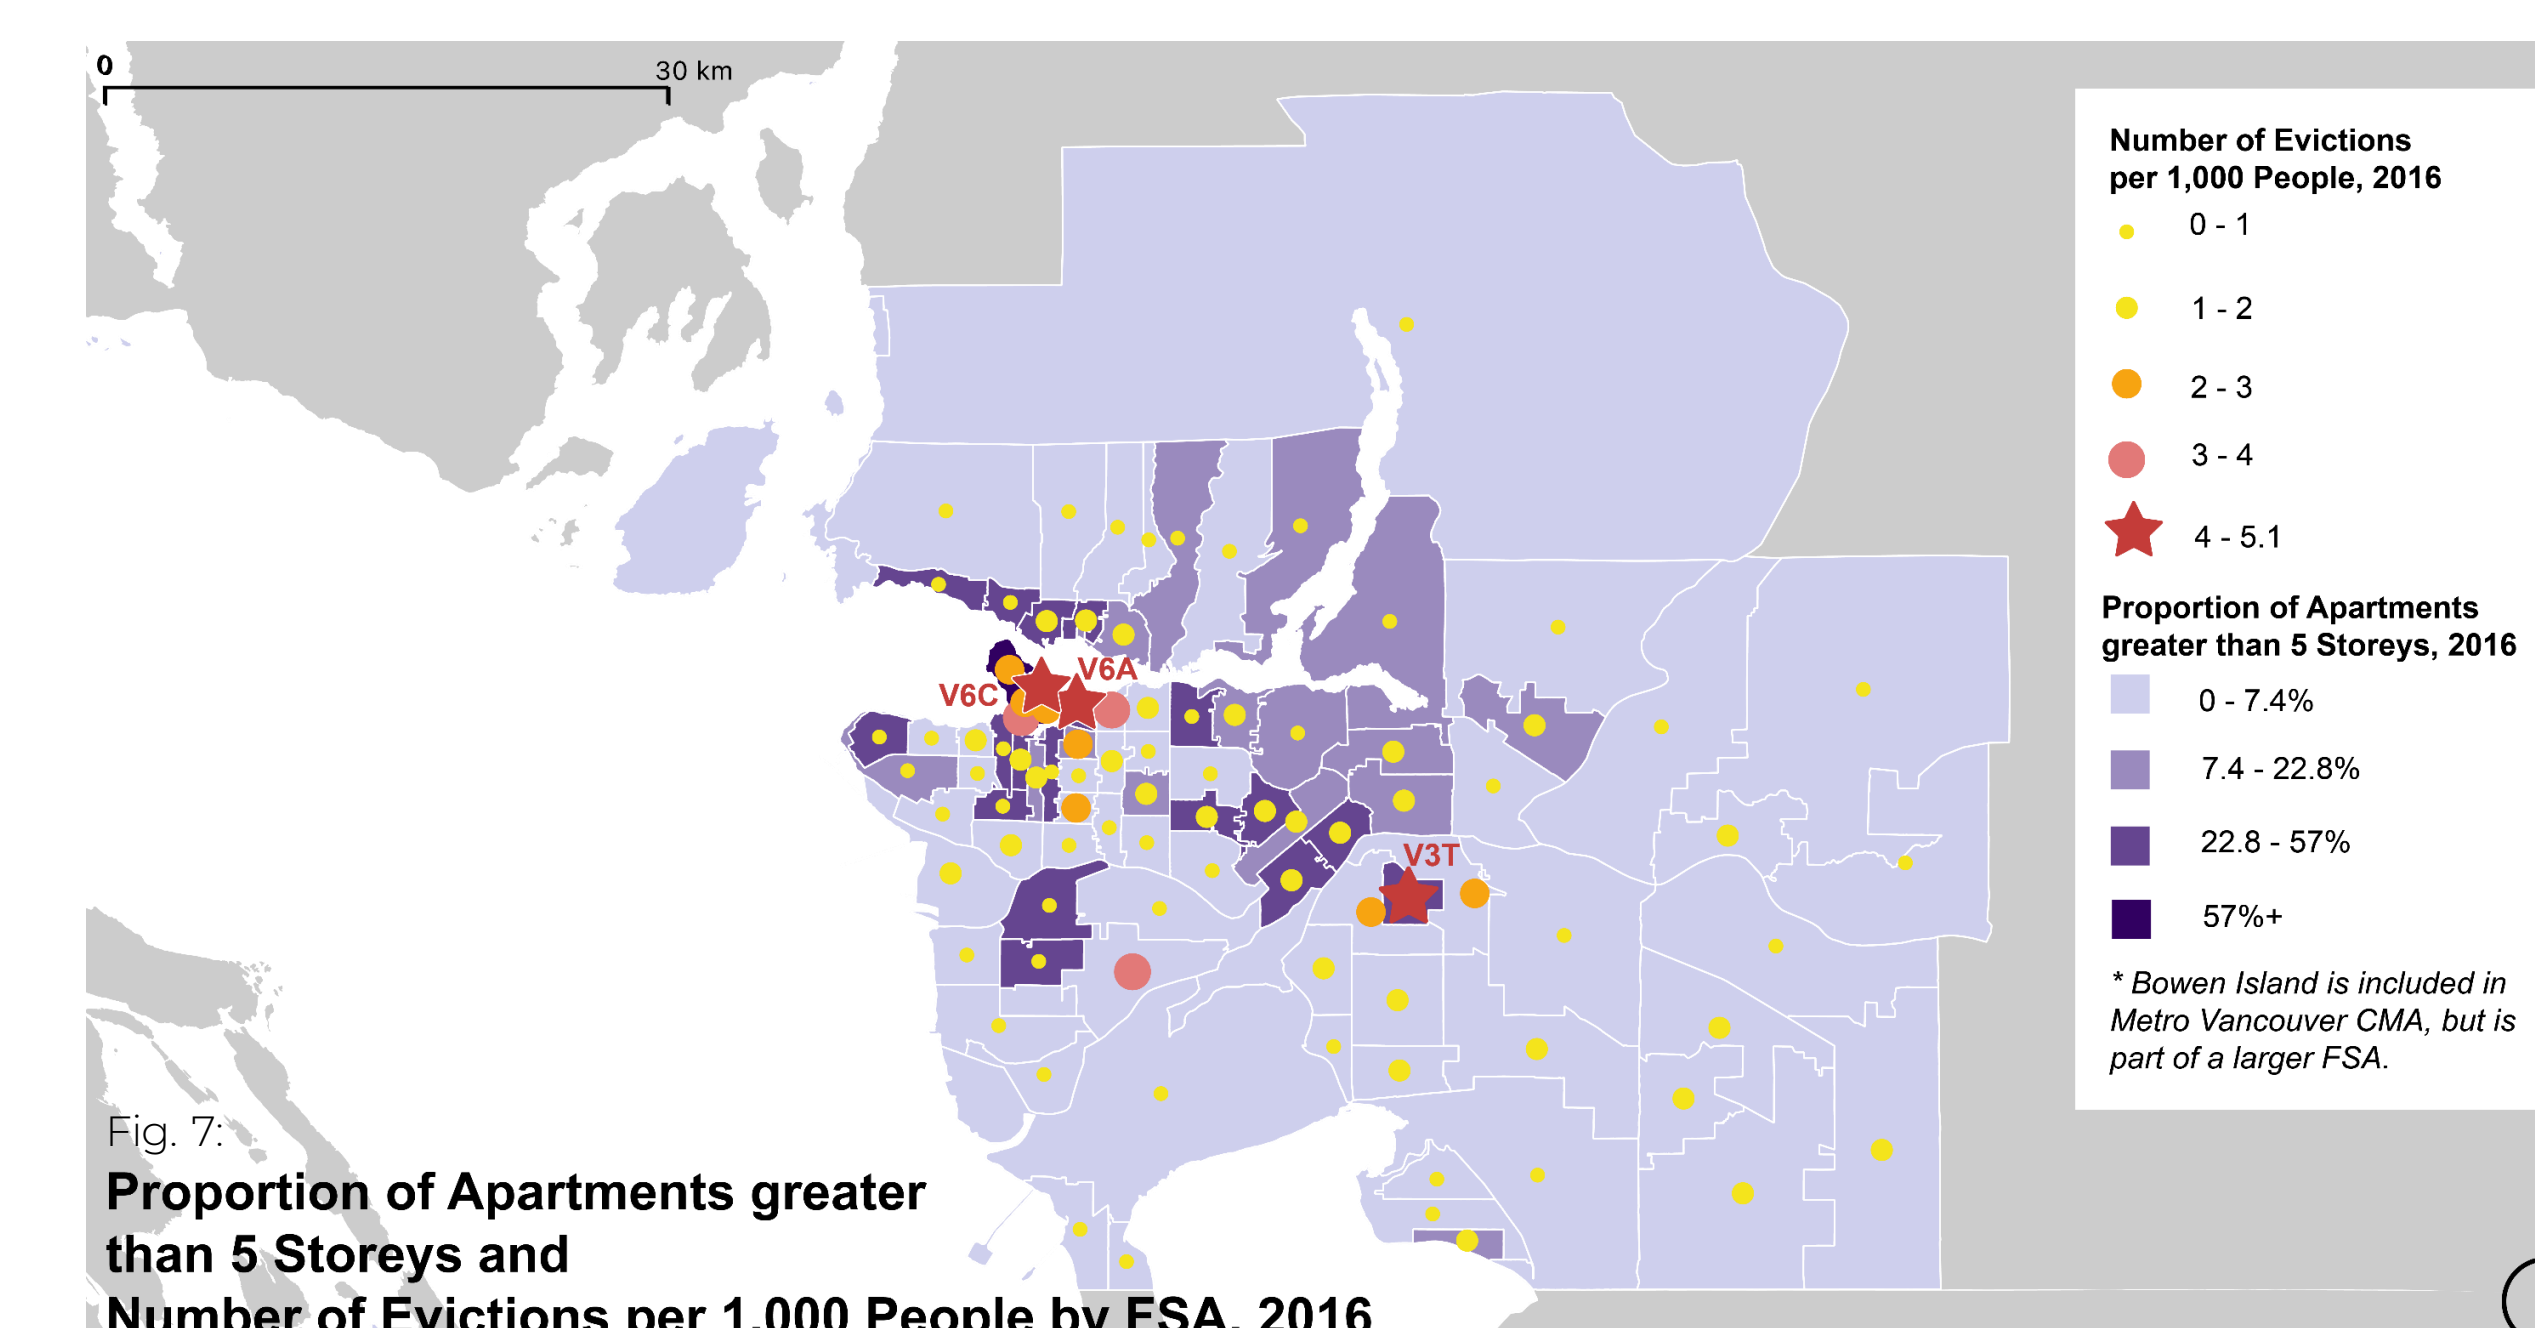 0
30 km
Number of Evictions
per 1,000 People, 2016
0 - 1
1 - 2
2 - 3
3 - 4
4 - 5.1
Proportion of Apartments
greater than 5 Storeys, 2016
0 - 7.4%
7.4 - 22.8%
22.8 - 57%
57%+
* Bowen Island is included in
Metro Vancouver CMA, but is
part of a larger FSA.
V6A
V6C
V3T
Fig. 7:
Proportion of Apartments greater
than 5 Storeys and
Number of Evictions per 1,000 People by FSA, 2016